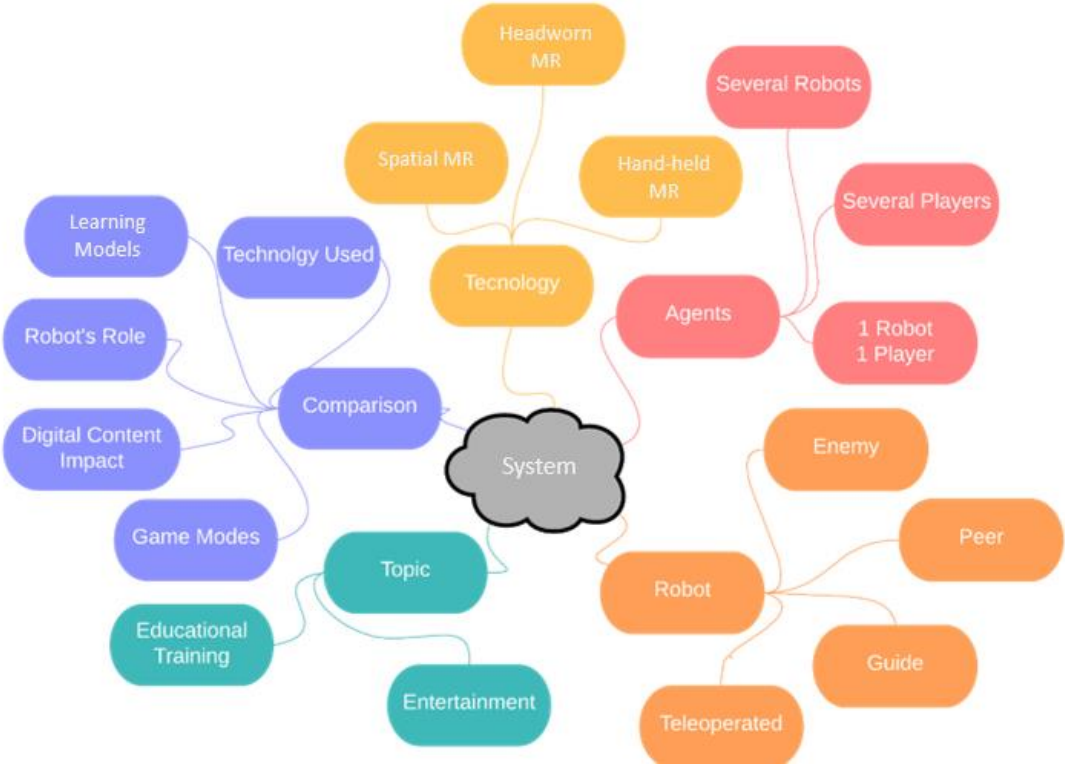 Headworn
MR
Several Robots
Spatial MR
Hand-held
MR
Several Players
Learning
Models
Technolgy Used
Tecnology
Agents
Robot's Role
1 Robot
1 Player
Comparison
Digital Content
Impact
System
Enemy
Game Modes
Peer
Topic
Robot
Educational
Training
Guide
Entertainment
Teleoperated